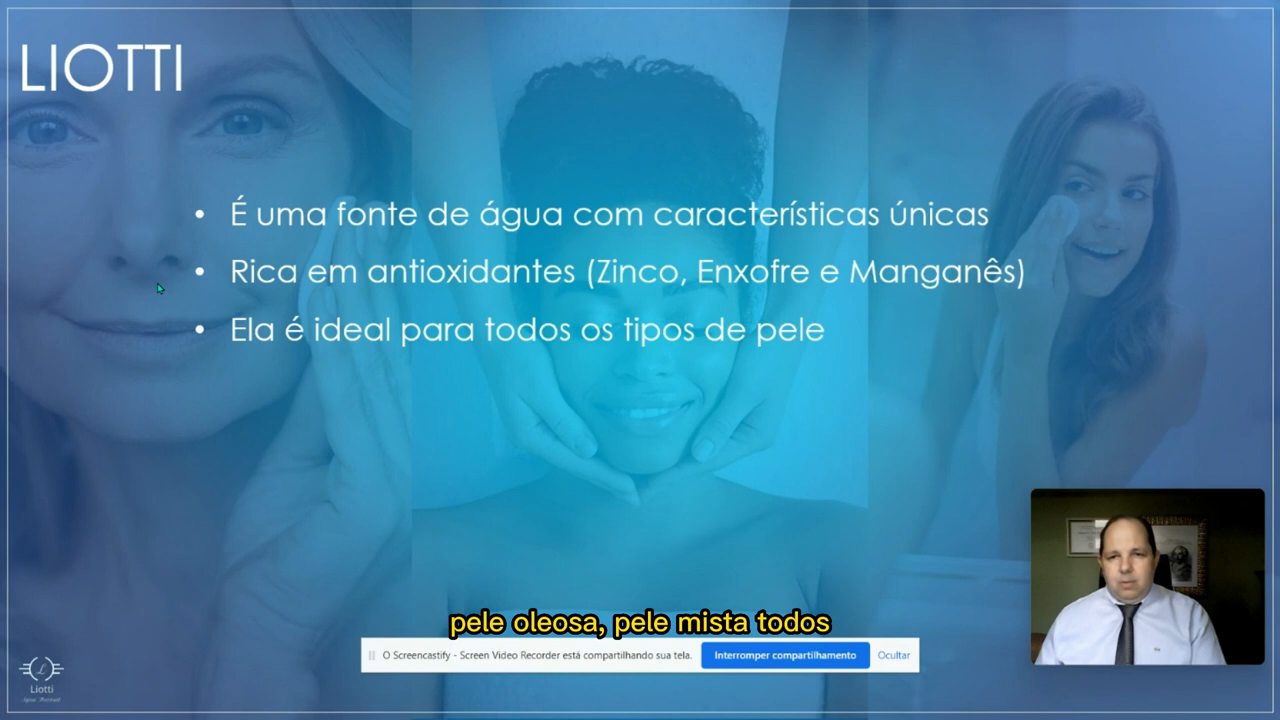 LIOTTI
• É uma fonte de água com características únicas
• Rica em antioxidantes (Zinco, Enxofre e Manganês)
• Ela é ideal para todos os tipos de pele
pele oleosa, pele mista todos
O Screencastify - Screen Video Recorder está compartilhando sua tela. Interromper compartilhamento Ocultar
Liotti